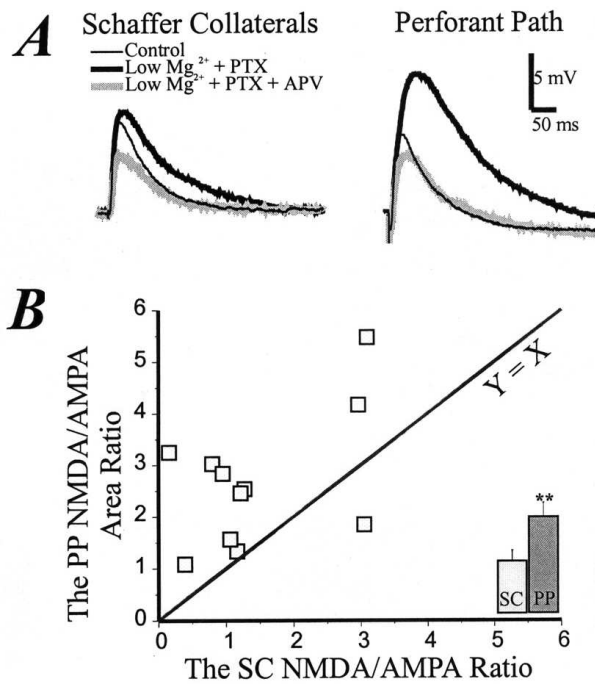 A
Schaffer Collaterals
Perforant Path
Control
Low Mg 2+ + PTX
Low Mg2+ + PTX + APV
5 mV
50 ms
B
The PP NMDA/AMPA
Area Ratio
6
5
4
3
2
1
0
Y = X
**
SC
PP
0
1
2
3
4
5
6
The SC NMDA/AMPA Ratio